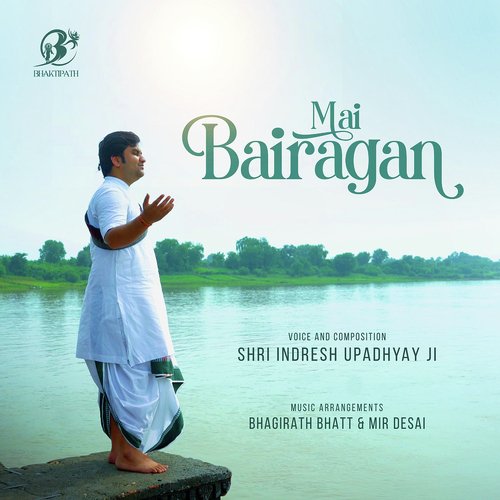 BHAKTIPATH
Mai
Bairagan
VOICE AND COMPOSITION
SHRI INDRESH UPADHYAY JI
MUSIC ARRANGEMENTS
BHAGIRATH BHATT & MIR DESAI